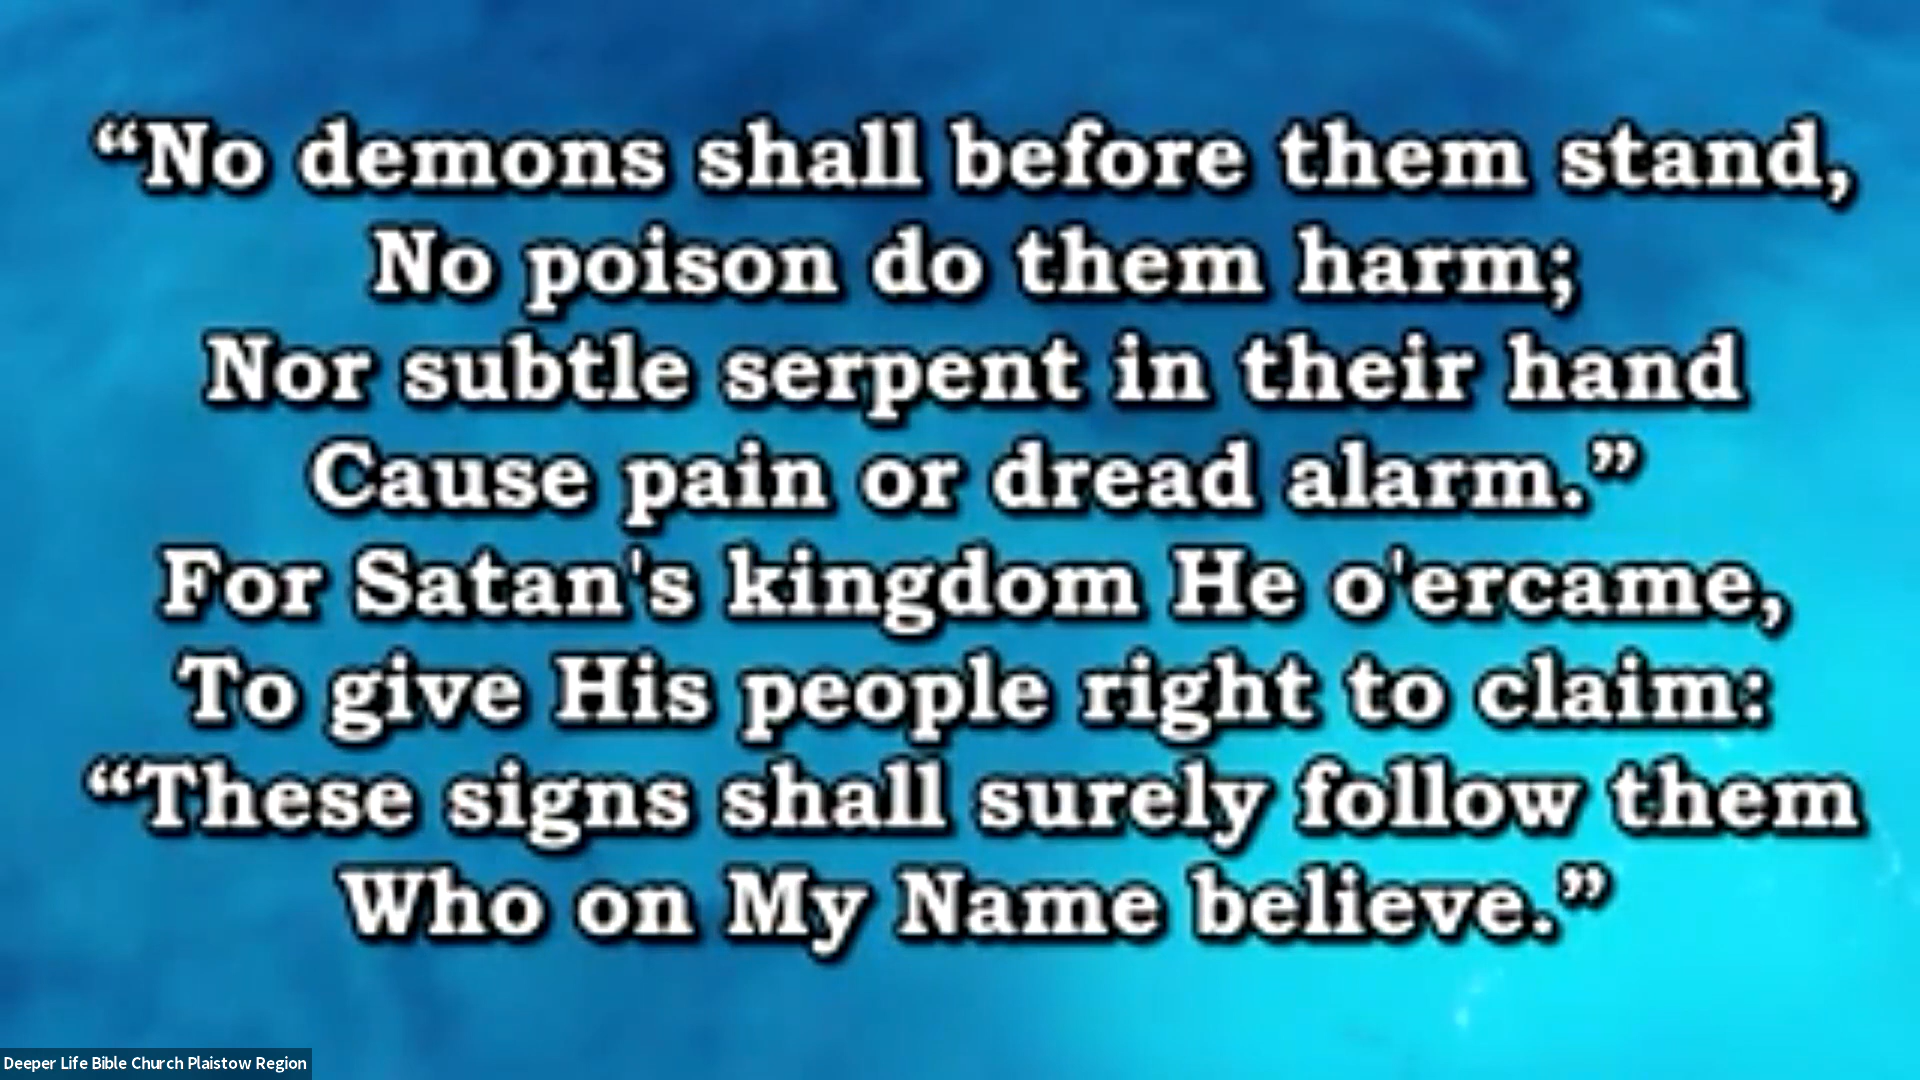 “No demons shall before them stand,
No poison do them harm;
Nor subtle serpent in their hand
Cause pain or dread alarm.”
For Satan's kingdom He o'ercame,
To give His people right to claim:
“These signs shall surely follow them
Who on My Name believe.”
Deeper Life Bible Church Plaistow Region